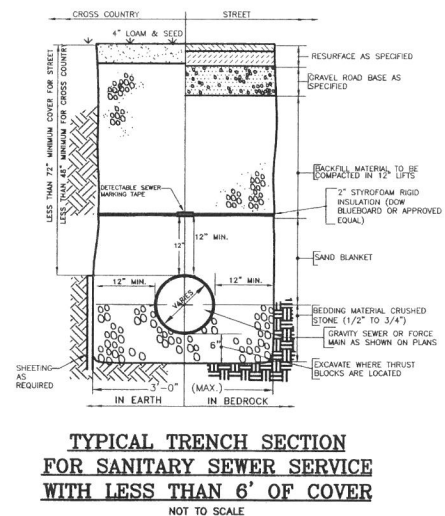 CROSS COUNTRY
STREET
4" LOAM & SEED
RESURFACE AS SPECIFIED
GRAVEL ROAD BASE AS
SPECIFIED
LESS THAN 72" MINIMUM COVER FOR STREET
LESS THAN 48" MINIMUM FOR CROSS COUNTRY
BACKFILL MATERIAL TO BE
COMPACTED IN 12" LIFTS
DETECTABLE SEWER
MARKING TAPE
2" STYROFOAM RIGID
INSULATION (DOW
BLUEBOARD OR APPROVED
EQUAL)
12"
12" MIN.
SAND BLANKET
12" MIN.
12" MIN.
VARIES
BEDDING MATERIAL CRUSHED
STONE (1/2" TO 3/4")
GRAVITY SEWER OR FORCE
MAIN AS SHOWN ON PLANS
6"
EXCAVATE WHERE THRUST
BLOCKS ARE LOCATED
SHEETING
AS
REQUIRED
3'-0" (MAX.)
IN EARTH
IN BEDROCK
TYPICAL TRENCH SECTION
FOR SANITARY SEWER SERVICE
WITH LESS THAN 6' OF COVER
NOT TO SCALE